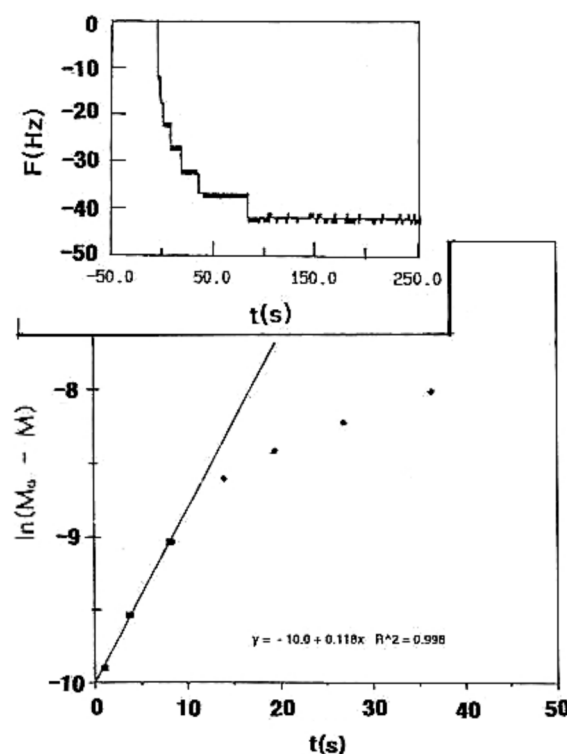 0
-10
-20
-30
-40
-50
F(Hz)
-50.0 50.0 150.0 250.0
t(s)
-8
-9
-10
ln(M₀ - M)
y = - 10.0 + 0.118x R^2 = 0.998
0 10 20 30 40 50
t(s)